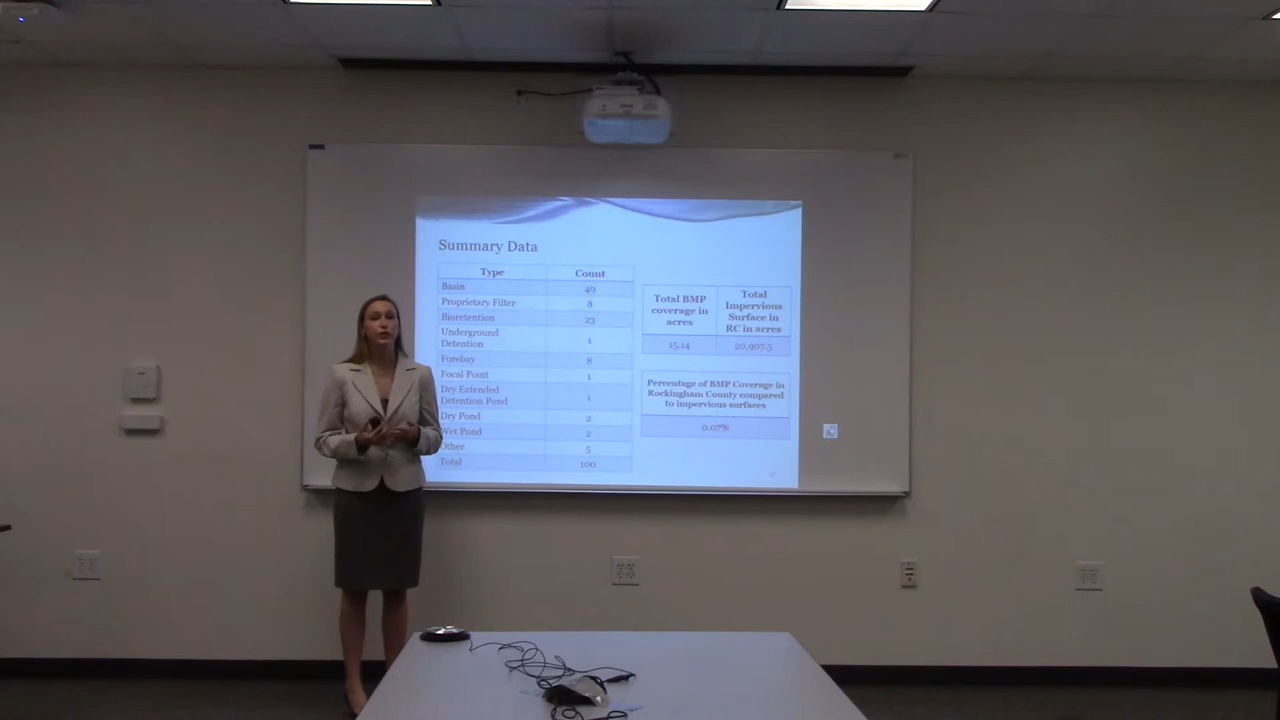 Summary Data
Type Count
Basin 49
Proprietary Filter 8
Bioretention 23
Underground
Detention 1
Forebay 8
Focal Point 1
Dry Extended
Detention Pond 1
Dry Pond 2
Wet Pond 2
Other 5
Total 100
Total BMP
coverage in
acres
Total
Impervious
Surface in
RC in acres
15.14 20,907.5
Percentage of BMP Coverage in
Rockingham County compared
to impervious surfaces
0.07%